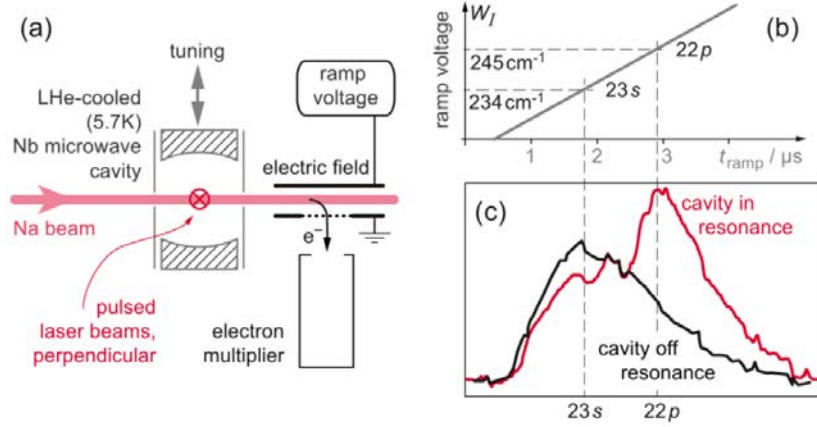 (a)
tuning
LHe-cooled
(5.7K)
Nb microwave
cavity
ramp
voltage
electric field
Na beam
e⁻
pulsed
laser beams,
perpendicular
electron
multiplier
W_I
(b)
ramp voltage
245 cm⁻¹
22p
234 cm⁻¹
23s
1 2 3 t_ramp / µs
(c)
cavity in
resonance
cavity off
resonance
23s 22p